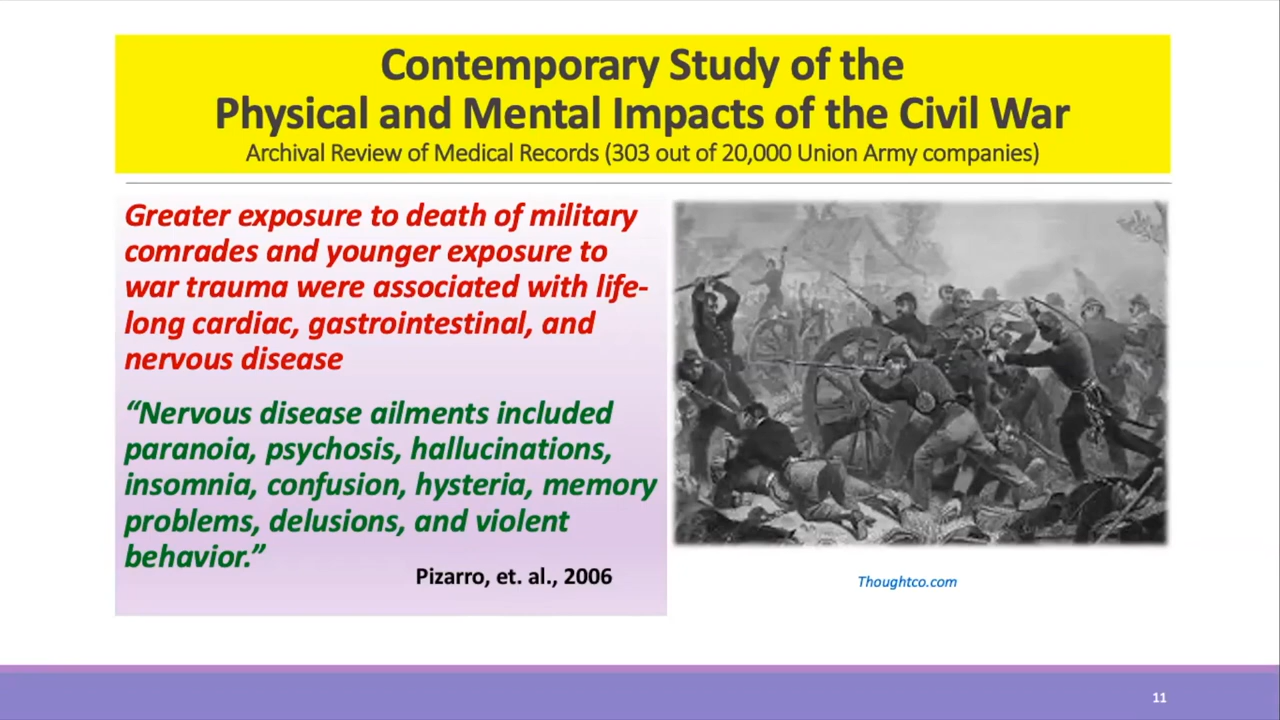 Contemporary Study of the
Physical and Mental Impacts of the Civil War
Archival Review of Medical Records (303 out of 20,000 Union Army companies)
Greater exposure to death of military
comrades and younger exposure to
war trauma were associated with life-
long cardiac, gastrointestinal, and
nervous disease
“Nervous disease ailments included
paranoia, psychosis, hallucinations,
insomnia, confusion, hysteria, memory
problems, delusions, and violent
behavior.”
Pizarro, et. al., 2006
Thoughtco.com
11